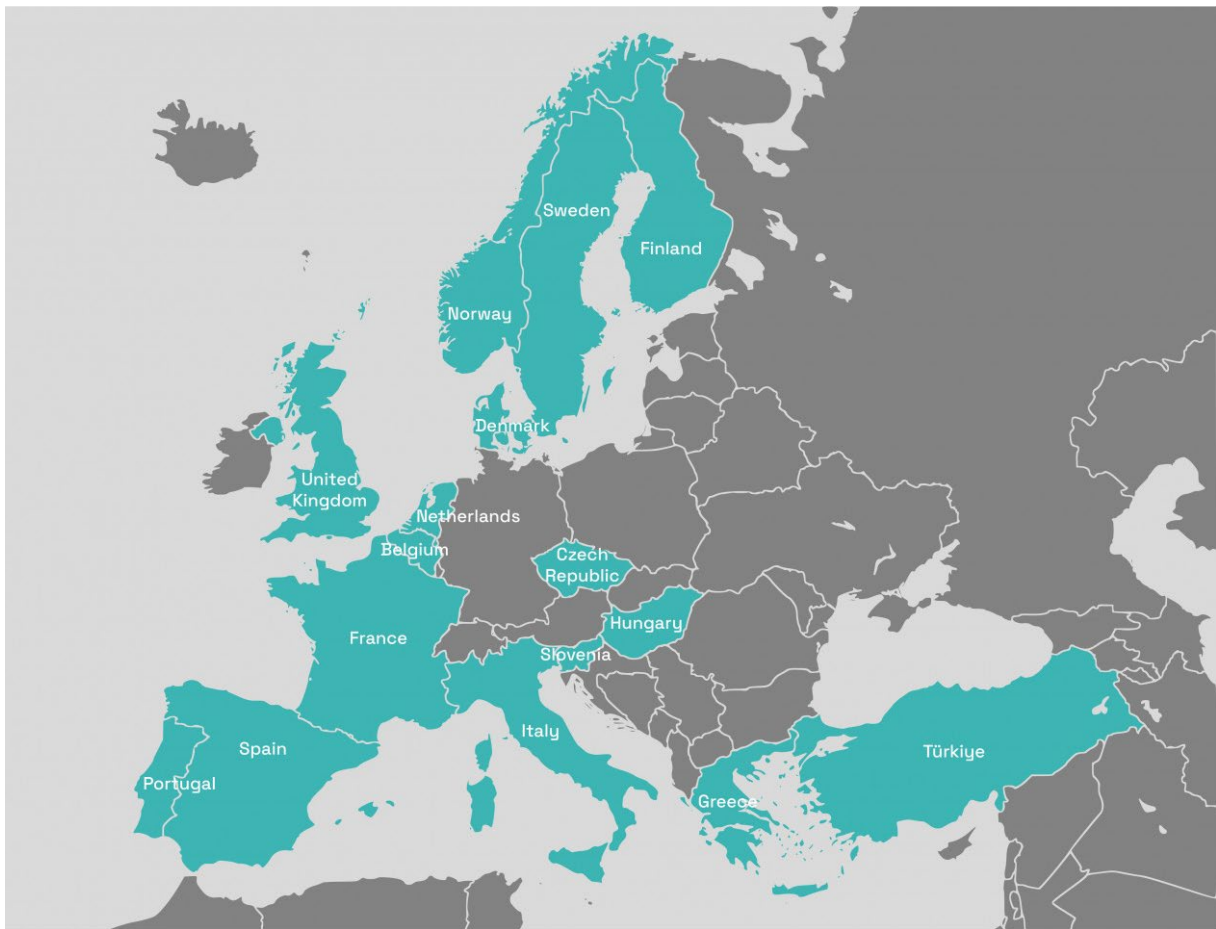 Sweden
Finland
Norway
Denmark
United
Kingdom
Netherlands
Belgium
Czech
Republic
France
Hungary
Slovenia
Italy
Spain
Portugal
Greece
Türkiye